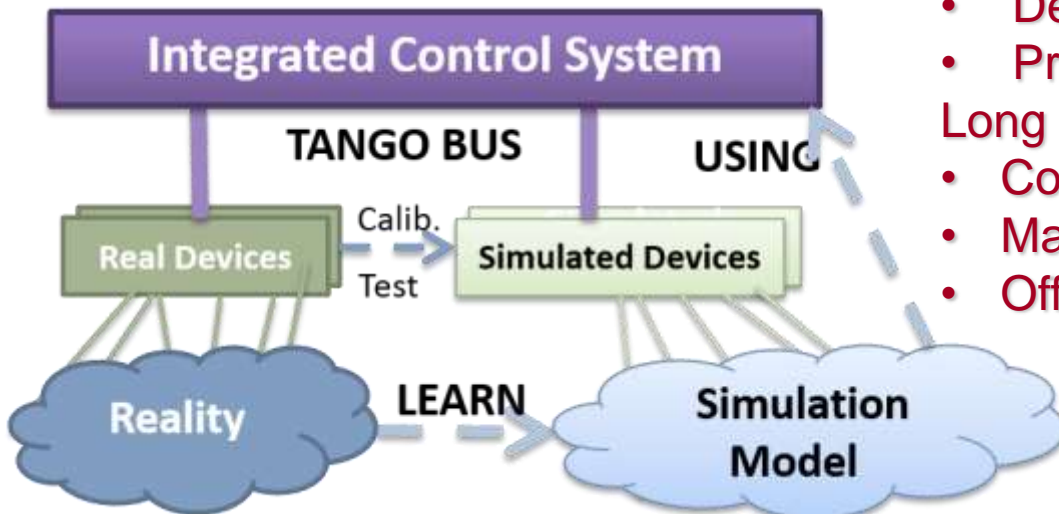 Integrated Control System
TANGO BUS
USING
Calib.
Real Devices
Simulated Devices
Test
LEARN
Reality
Simulation
Model
Long